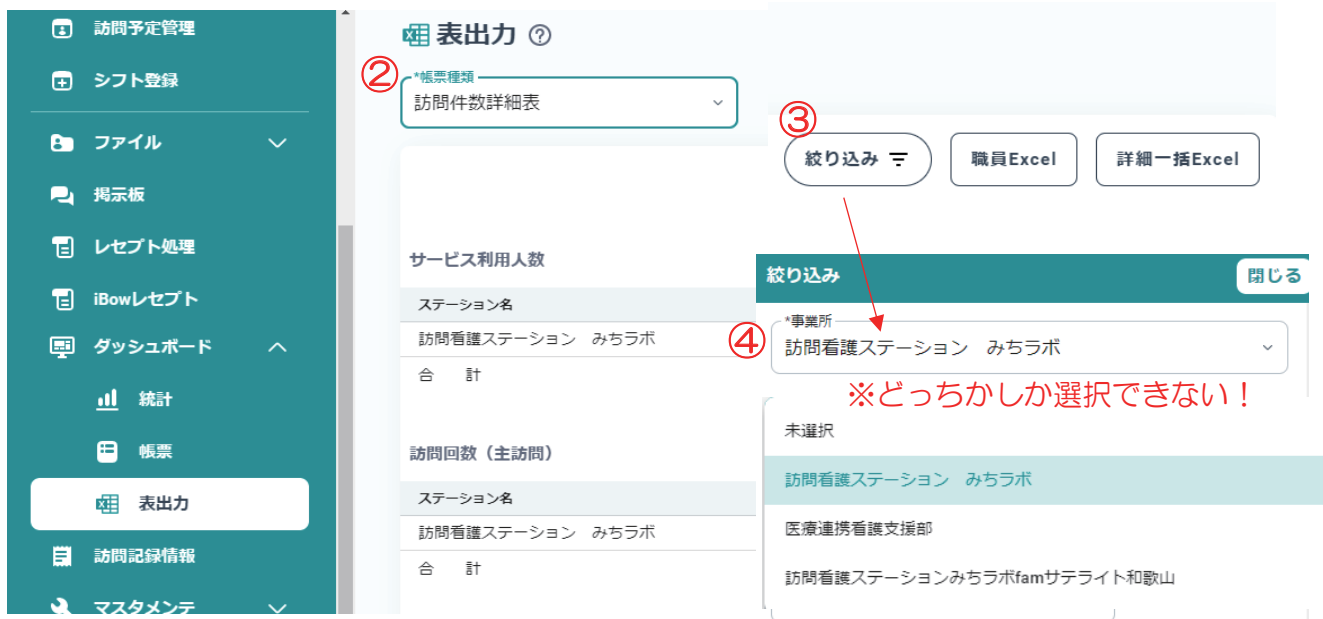 訪問予定管理
シフト登録
ファイル
掲示板
レセプト処理
iBowレセプト
ダッシュボード
統計
帳票
表出力
訪問記録情報
マスタメンテ
表出力
②
*帳票種類
訪問件数詳細表
③
絞り込み
職員Excel
詳細一括Excel
サービス利用人数
ステーション名
訪問看護ステーション　みちラボ
合　計
訪問回数（主訪問）
ステーション名
訪問看護ステーション　みちラボ
合　計
絞り込み
閉じる
④
*事業所
訪問看護ステーション　みちラボ
※どっちかしか選択できない！
未選択
訪問看護ステーション　みちラボ
医療連携看護支援部
訪問看護ステーションみちラボfamサテライト和歌山